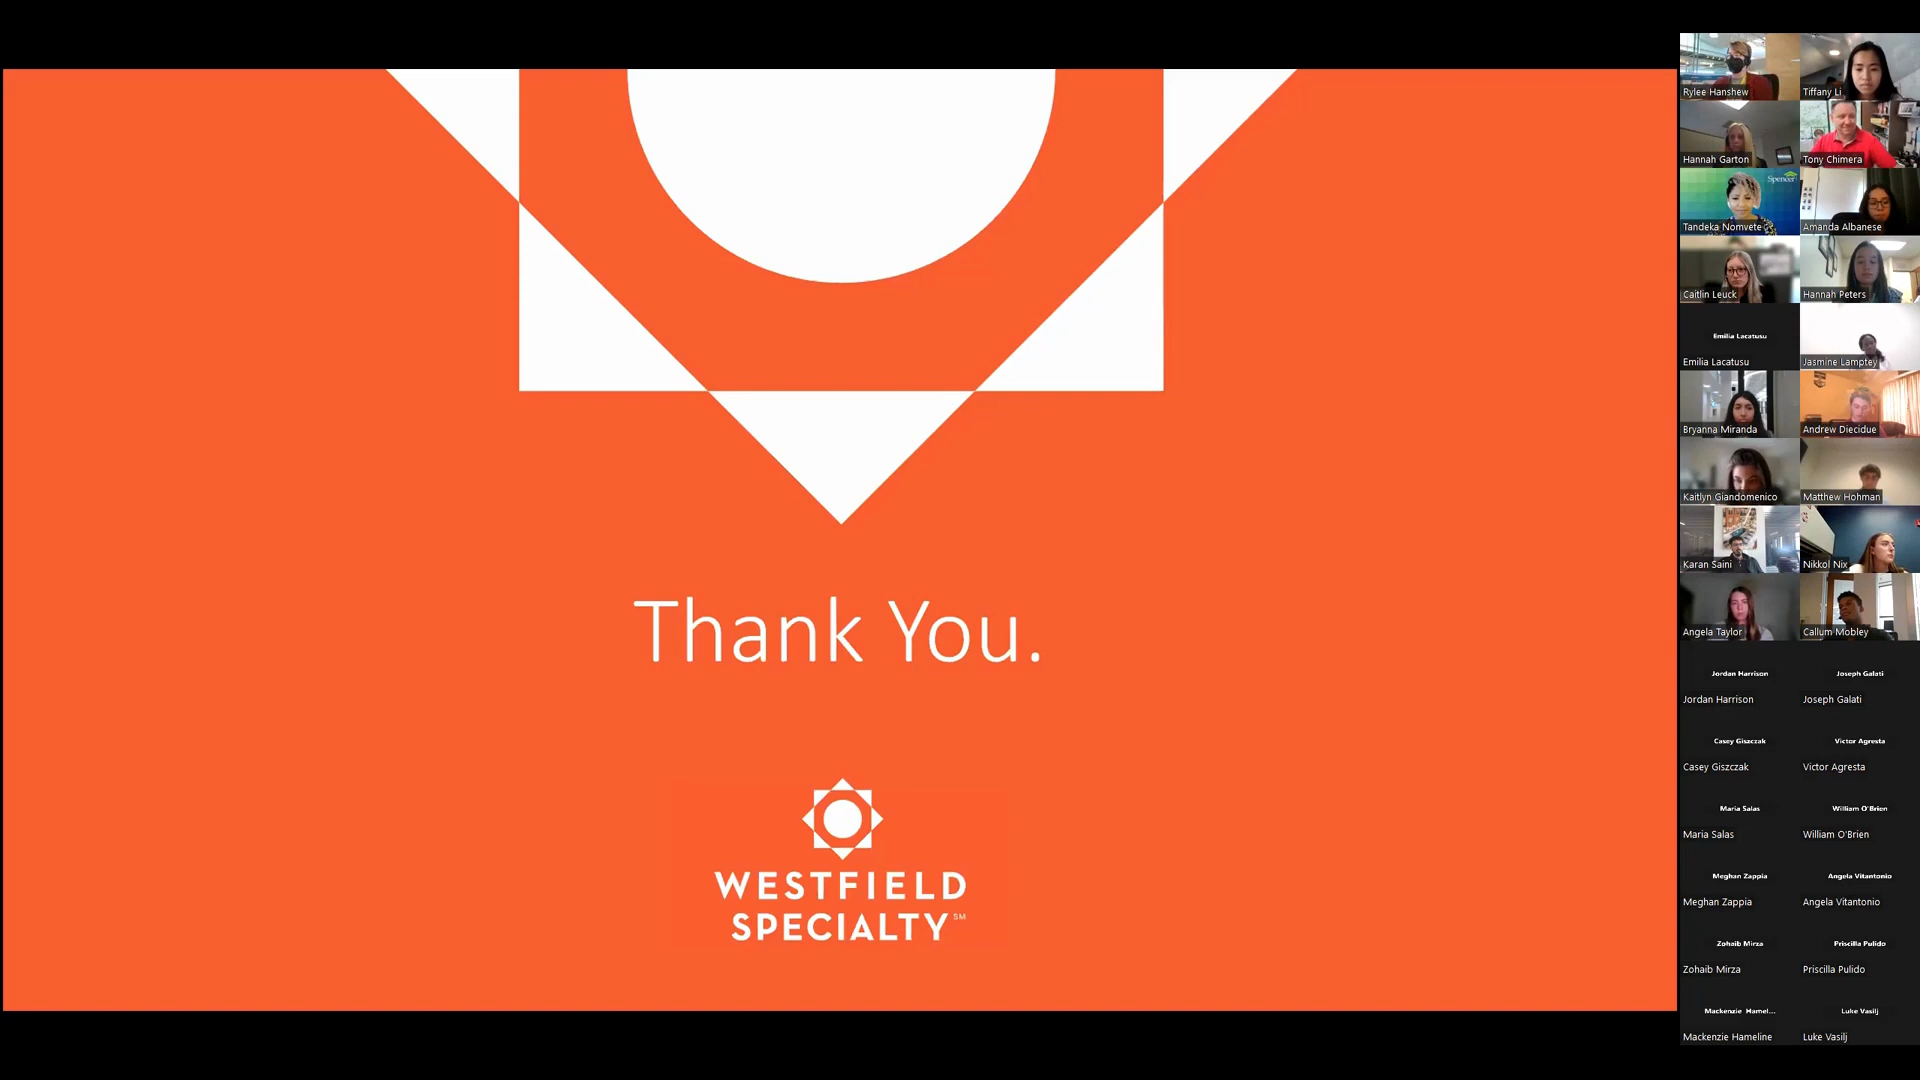 Thank You.
WESTFIELD
SPECIALTY℠
Rylee Hanshew
Tiffany Li
Hannah Garton
Tony Chimera
Spencer
Tandeka Nomvete
Amanda Albanese
Caitlin Leuck
Hannah Peters
Emilia Lacatusu
Emilia Lacatusu
Jasmine Lamptey
Bryanna Miranda
Andrew Diecidue
Kaitlyn Giandomenico
Matthew Hohman
Karan Saini
Nikkol Nix
Angela Taylor
Callum Mobley
Jordan Harrison
Jordan Harrison
Joseph Galati
Joseph Galati
Casey Giszczak
Casey Giszczak
Victor Agresta
Victor Agresta
Maria Salas
Maria Salas
William O'Brien
William O'Brien
Meghan Zappia
Meghan Zappia
Angela Vitantonio
Angela Vitantonio
Zohaib Mirza
Zohaib Mirza
Priscilla Pulido
Priscilla Pulido
Mackenzie Hamel...
Mackenzie Hameline
Luke Vasilj
Luke Vasilj